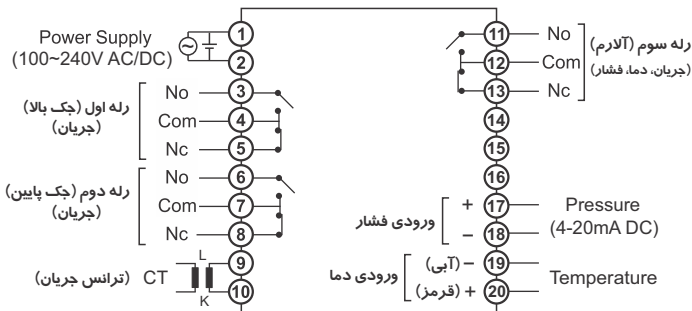 Power Supply
(100~240V AC/DC)
1
2
رله اول (جک بالا)
(جریان)
No
3
Com
4
Nc
5
رله دوم (جک پایین)
(جریان)
No
6
Com
7
Nc
8
(ترانس جریان)
CT
L
K
9
10
11
No
12
Com
13
Nc
رله سوم (آلارم)
(جریان، دما، فشار)
14
15
16
ورودی فشار
+
17
−
18
Pressure
(4-20mA DC)
ورودی دما
(آبی) −
19
(قرمز) +
20
Temperature